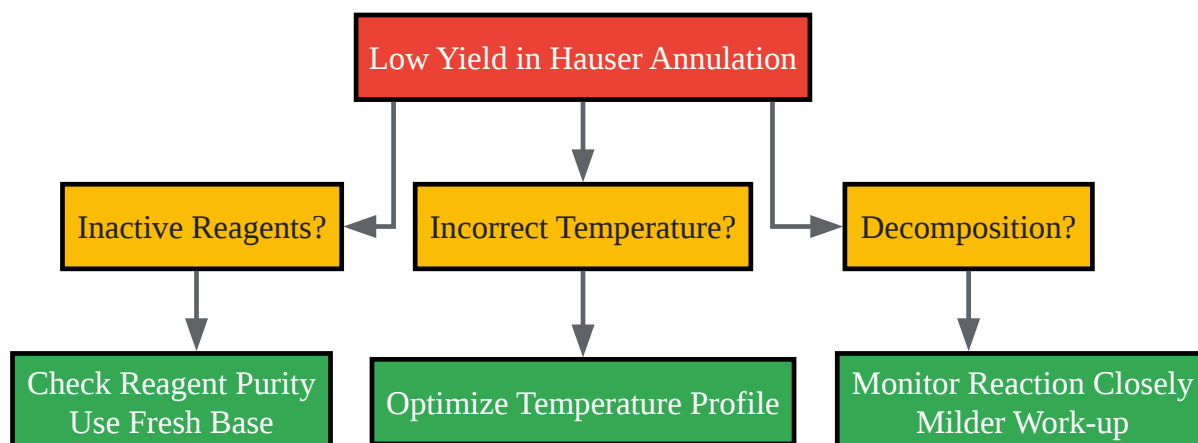 Low Yield in Hauser Annulation
Inactive Reagents?
Incorrect Temperature?
Decomposition?
Check Reagent Purity
Use Fresh Base
Optimize Temperature Profile
Monitor Reaction Closely
Milder Work-up